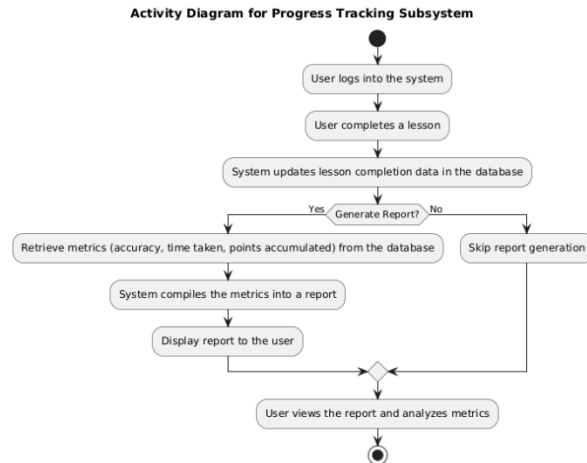 Activity Diagram for Progress Tracking Subsystem
User logs into the system
User completes a lesson
System updates lesson completion data in the database
Yes
Generate Report?
No
Retrieve metrics (accuracy, time taken, points accumulated) from the database
Skip report generation
System compiles the metrics into a report
Display report to the user
User views the report and analyzes metrics